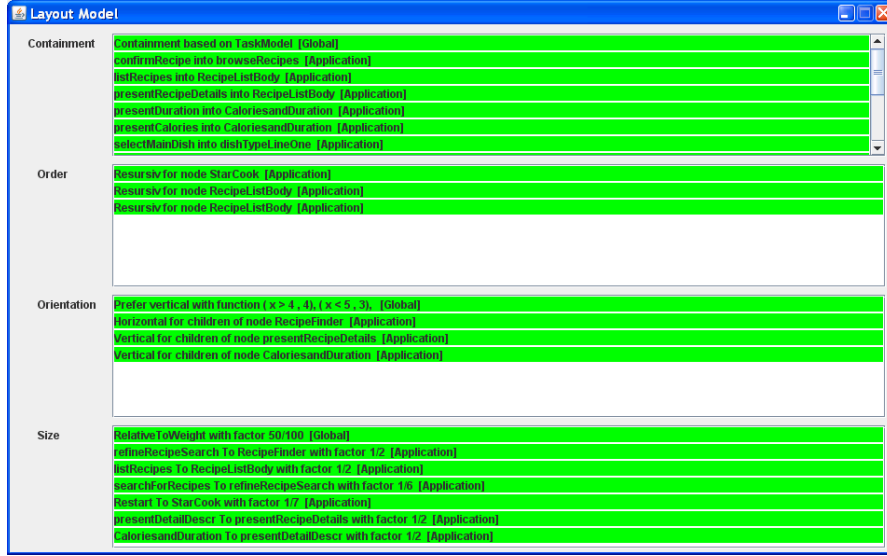 Layout Model
Containment
Containment based on TaskModel [Global]
confirmRecipe into browseRecipes [Application]
listRecipes into RecipeListBody [Application]
presentRecipeDetails into RecipeListBody [Application]
presentDuration into CaloriesandDuration [Application]
presentCalories into CaloriesandDuration [Application]
selectMainDish into dishTypeLineOne [Application]
Order
Resursiv for node StarCook [Application]
Resursiv for node RecipeListBody [Application]
Resursiv for node RecipeListBody [Application]
Orientation
Prefer vertical with function ( x > 4 , 4), ( x < 5 , 3), [Global]
Horizontal for children of node RecipeFinder [Application]
Vertical for children of node presentRecipeDetails [Application]
Vertical for children of node CaloriesandDuration [Application]
Size
RelativeToWeight with factor 50/100 [Global]
refineRecipeSearch To RecipeFinder with factor 1/2 [Application]
listRecipes To RecipeListBody with factor 1/2 [Application]
searchForRecipes To refineRecipeSearch with factor 1/6 [Application]
Restart To StarCook with factor 1/7 [Application]
presentDetailDescr To presentRecipeDetails with factor 1/2 [Application]
CaloriesandDuration To presentDetailDescr with factor 1/2 [Application]